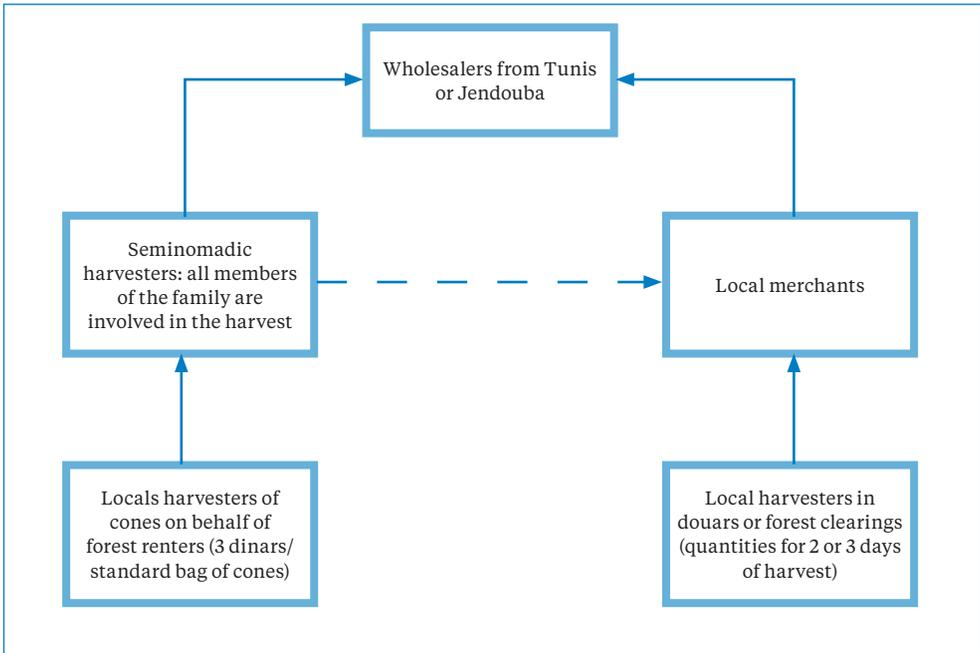 Wholesalers from Tunis
or Jendouba
Seminomadic
harvesters: all members
of the family are
involved in the harvest
Local merchants
Locals harvesters of
cones on behalf of
forest renters (3 dinars/
standard bag of cones)
Local harvesters in
douars or forest clearings
(quantities for 2 or 3 days
of harvest)